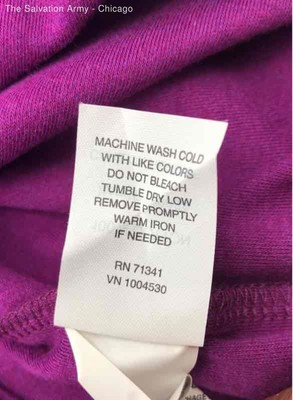 The Salvation Army - Chicago
MACHINE WASH COLD
WITH LIKE COLORS
DO NOT BLEACH
TUMBLE DRY LOW
REMOVE PROMPTLY
WARM IRON
IF NEEDED
RN 71341
VN 1004530